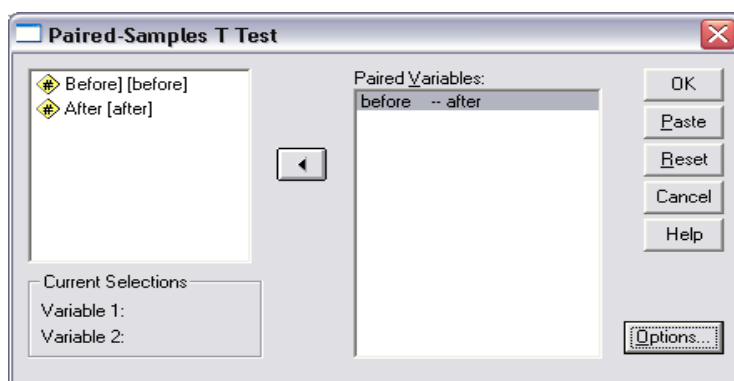 Paired-Samples T Test
# Before] [before]
# After [after]
Paired Variables:
before -- after
OK
Paste
Reset
Cancel
Help
Current Selections
Variable 1:
Variable 2:
Options...